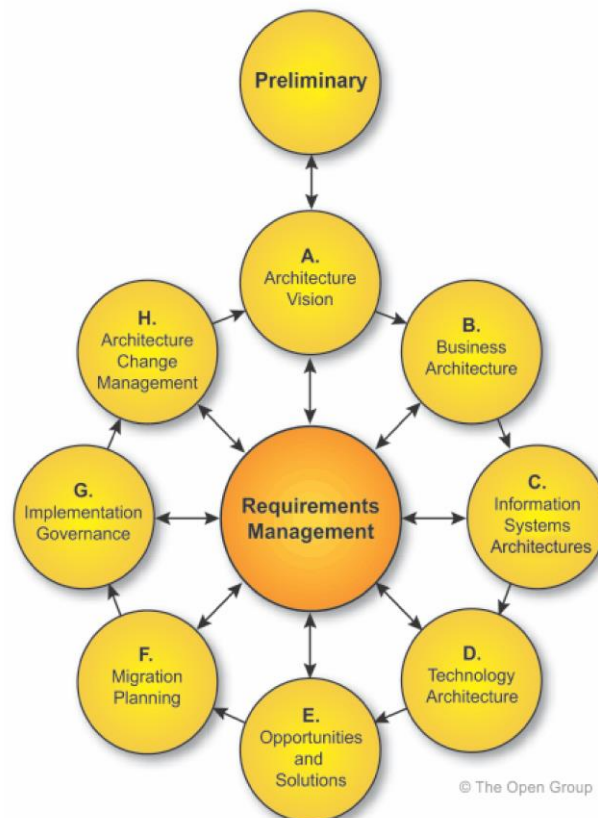 Preliminary
A.
Architecture
Vision
B.
Business
Architecture
C.
Information
Systems
Architectures
D.
Technology
Architecture
E.
Opportunities
and
Solutions
F.
Migration
Planning
G.
Implementation
Governance
H.
Architecture
Change
Management
Requirements
Management
© The Open Group